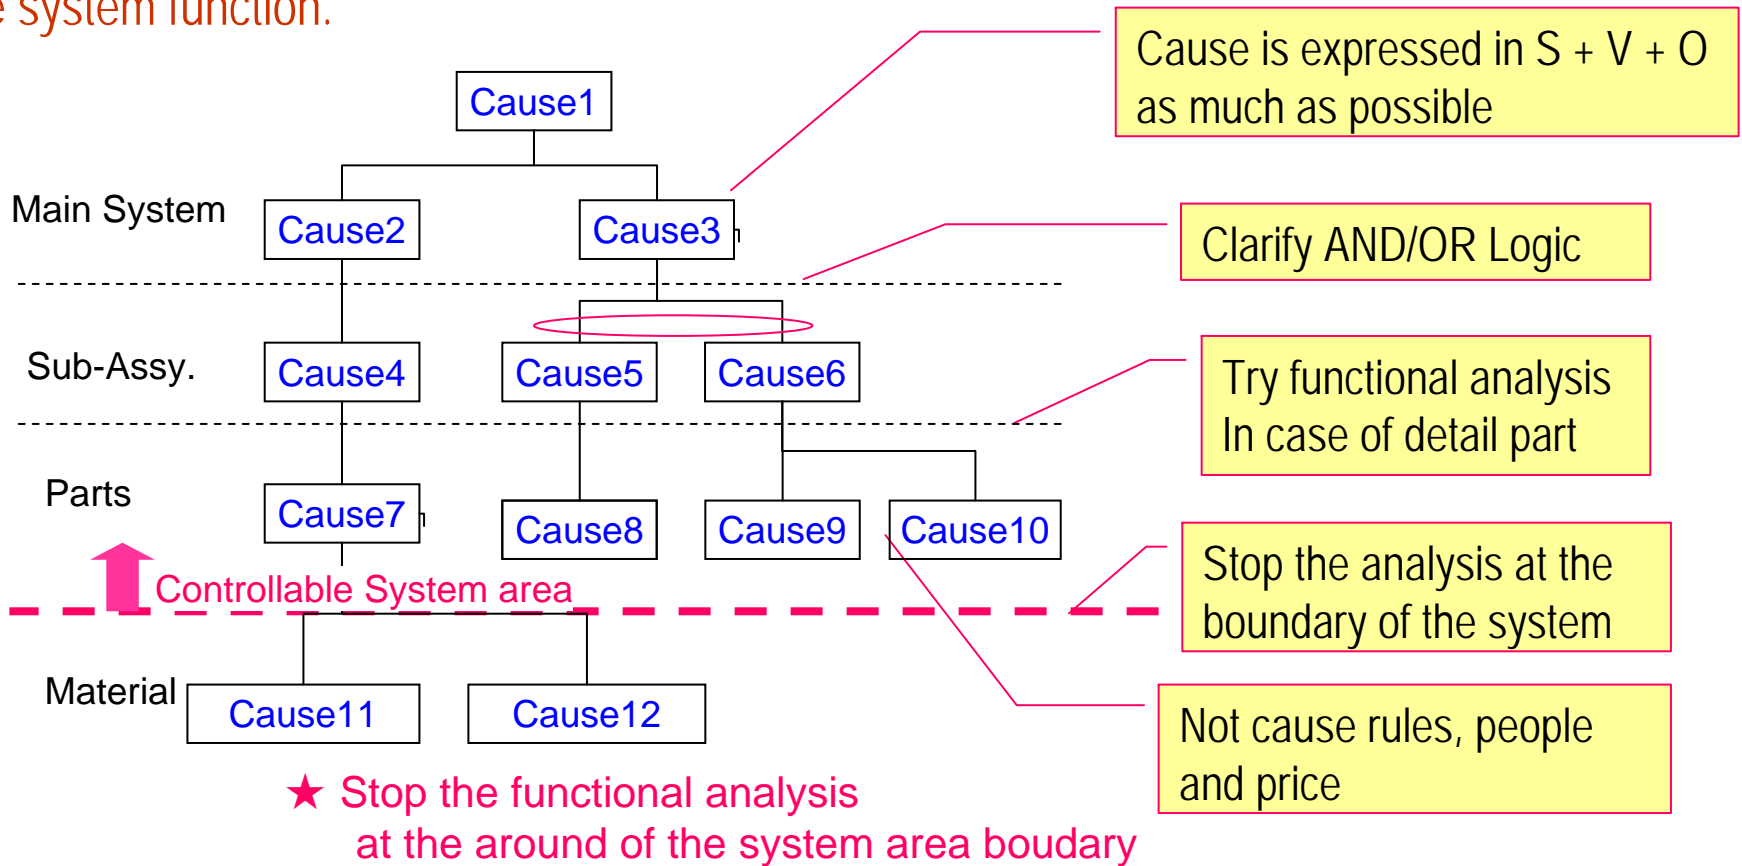 e system function.
Cause is expressed in S + V + O
as much as possible
Cause1
Main System
Cause2
Cause3
Clarify AND/OR Logic
Sub-Assy.
Cause4
Cause5
Cause6
Try functional analysis
In case of detail part
Parts
Cause7
Cause8
Cause9
Cause10
Controllable System area
Stop the analysis at the
boundary of the system
Material
Cause11
Cause12
Not cause rules, people
and price
★ Stop the functional analysis
at the around of the system area boudary